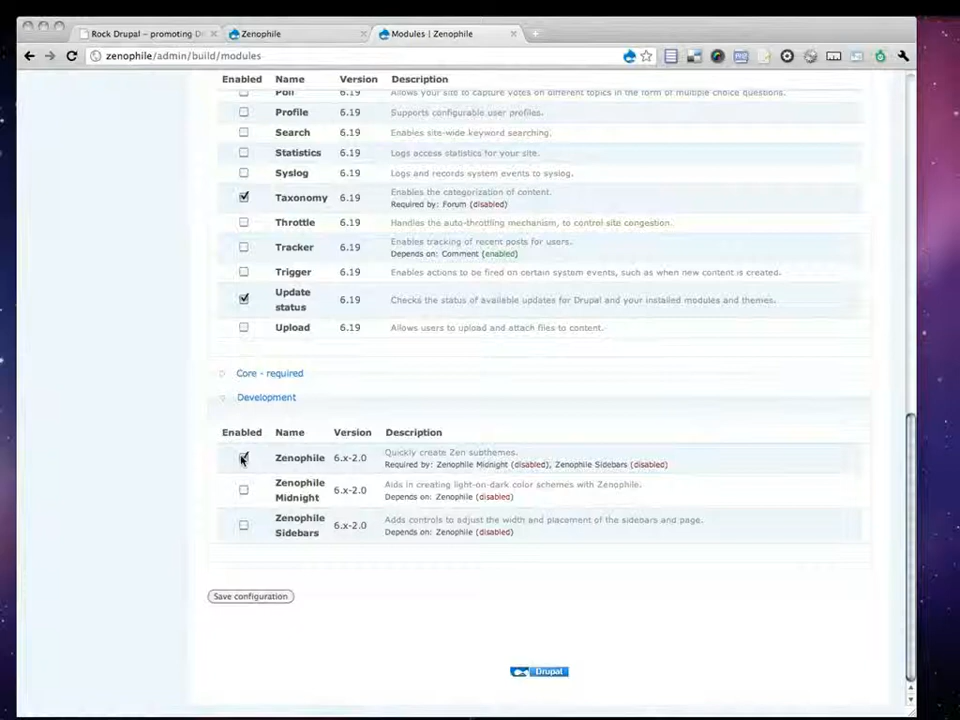 Rock Drupal – promoting D
Zenophile
Modules | Zenophile
zenophile/admin/build/modules
Enabled Name Version Description
Poll 6.19 Allows your site to capture votes on different topics in the form of multiple choice questions.
Profile 6.19 Supports configurable user profiles.
Search 6.19 Enables site-wide keyword searching.
Statistics 6.19 Logs access statistics for your site.
Syslog 6.19 Logs and records system events to syslog.
Taxonomy 6.19 Enables the categorization of content.
Required by: Forum (disabled)
Throttle 6.19 Handles the auto-throttling mechanism, to control site congestion.
Tracker 6.19 Enables tracking of recent posts for users.
Depends on: Comment (enabled)
Trigger 6.19 Enables actions to be fired on certain system events, such as when new content is created.
Update
status 6.19 Checks the status of available updates for Drupal and your installed modules and themes.
Upload 6.19 Allows users to upload and attach files to content.
Core - required
Development
Enabled Name Version Description
Zenophile 6.x-2.0 Quickly create Zen subthemes.
Required by: Zenophile Midnight (disabled), Zenophile Sidebars (disabled)
Zenophile
Midnight 6.x-2.0 Aids in creating light-on-dark color schemes with Zenophile.
Depends on: Zenophile (disabled)
Zenophile
Sidebars 6.x-2.0 Adds controls to adjust the width and placement of the sidebars and page.
Depends on: Zenophile (disabled)
Save configuration
Drupal